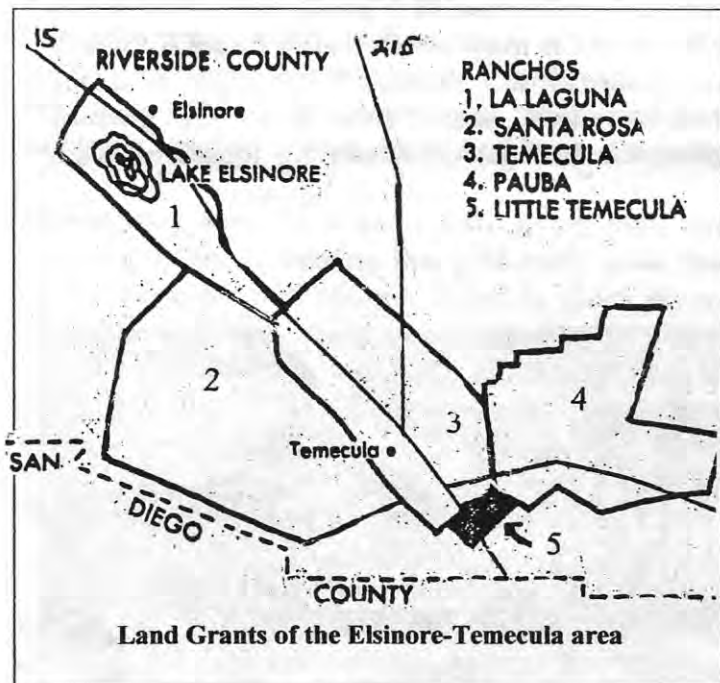 15
215
RIVERSIDE COUNTY
RANCHOS
1. LA LAGUNA
2. SANTA ROSA
3. TEMECULA
4. PAUBA
5. LITTLE TEMECULA
Elsinore
LAKE ELSINORE
1
2
3
4
Temecula
SAN
DIEGO
5
COUNTY
Land Grants of the Elsinore-Temecula area